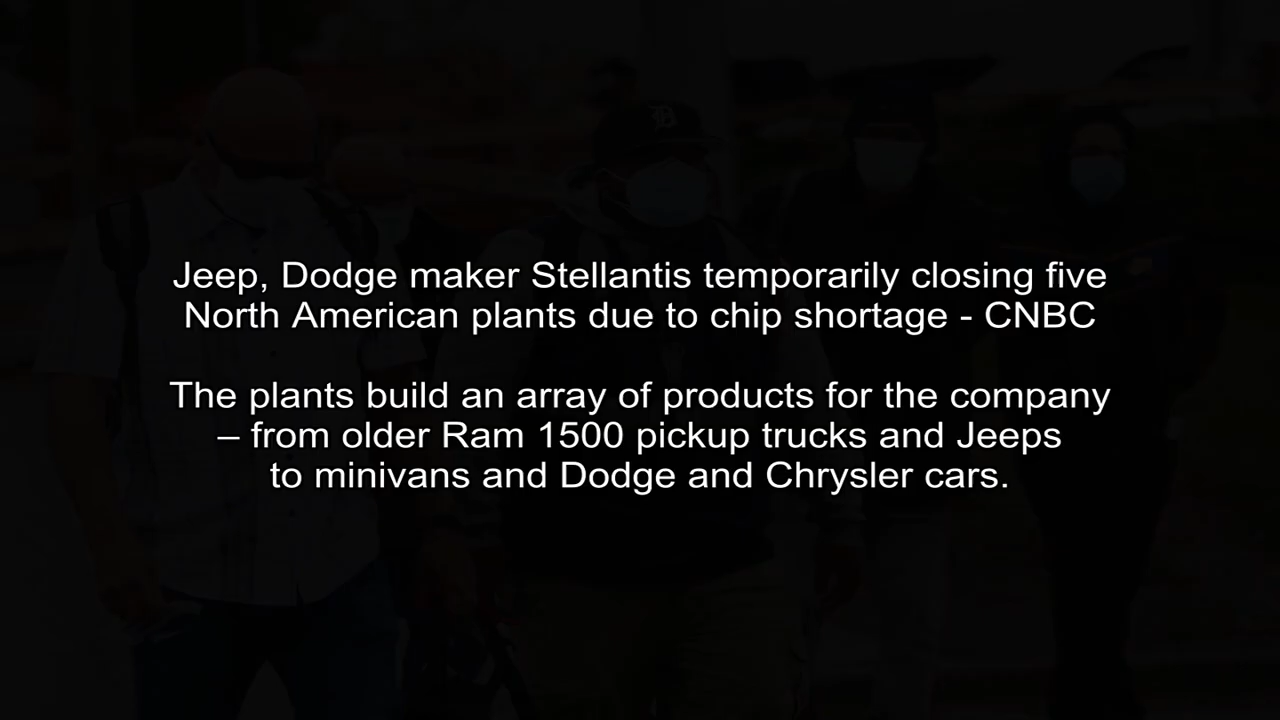 Jeep, Dodge maker Stellantis temporarily closing five
North American plants due to chip shortage - CNBC
The plants build an array of products for the company
– from older Ram 1500 pickup trucks and Jeeps
to minivans and Dodge and Chrysler cars.